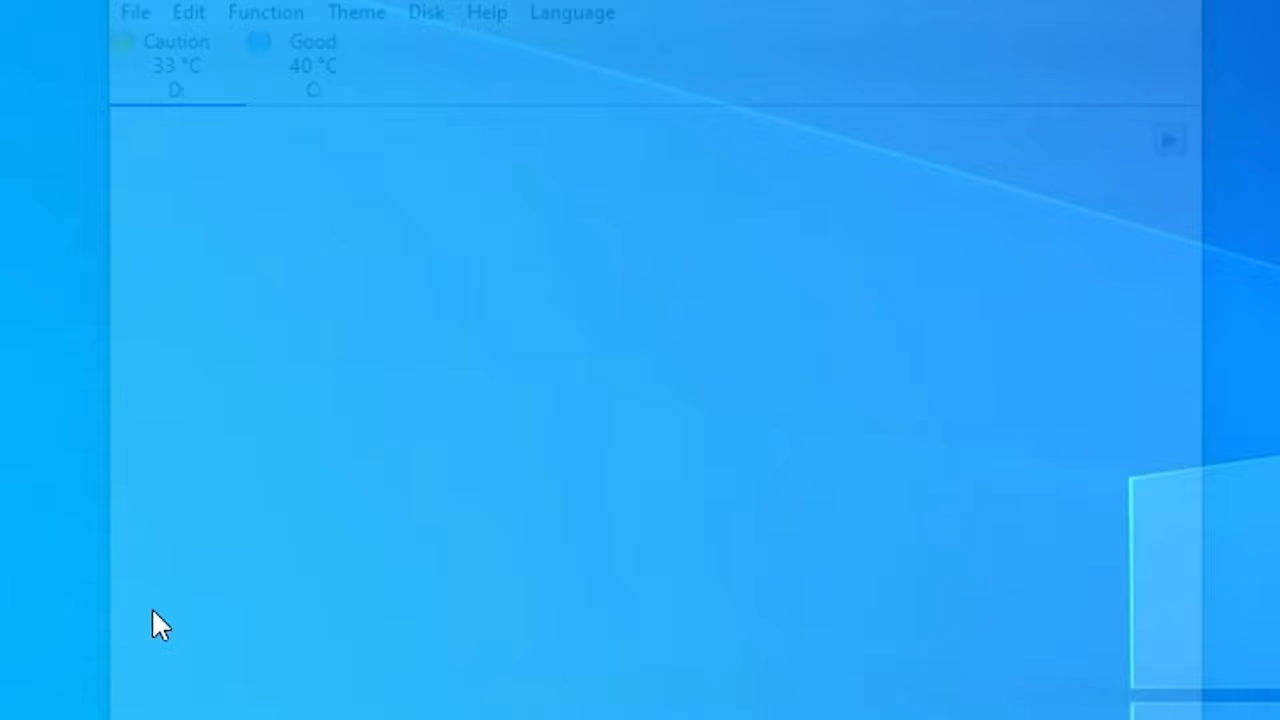 File Edit Function Theme Disk Help Language
Caution Good
33 °C 40 °C
D: C: